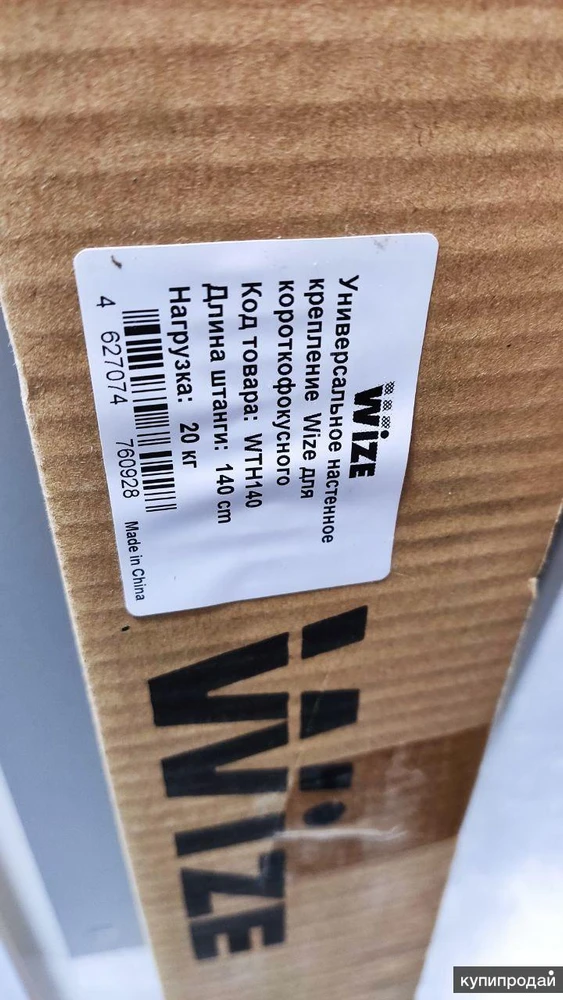 WiZE
Универсальное настенное
крепление Wize для
короткофокусного
Код товара: WTH140
Длина штанги: 140 cm
Нагрузка: 20 кг
4 627074 760928
Made in China
WiZE
купипродай